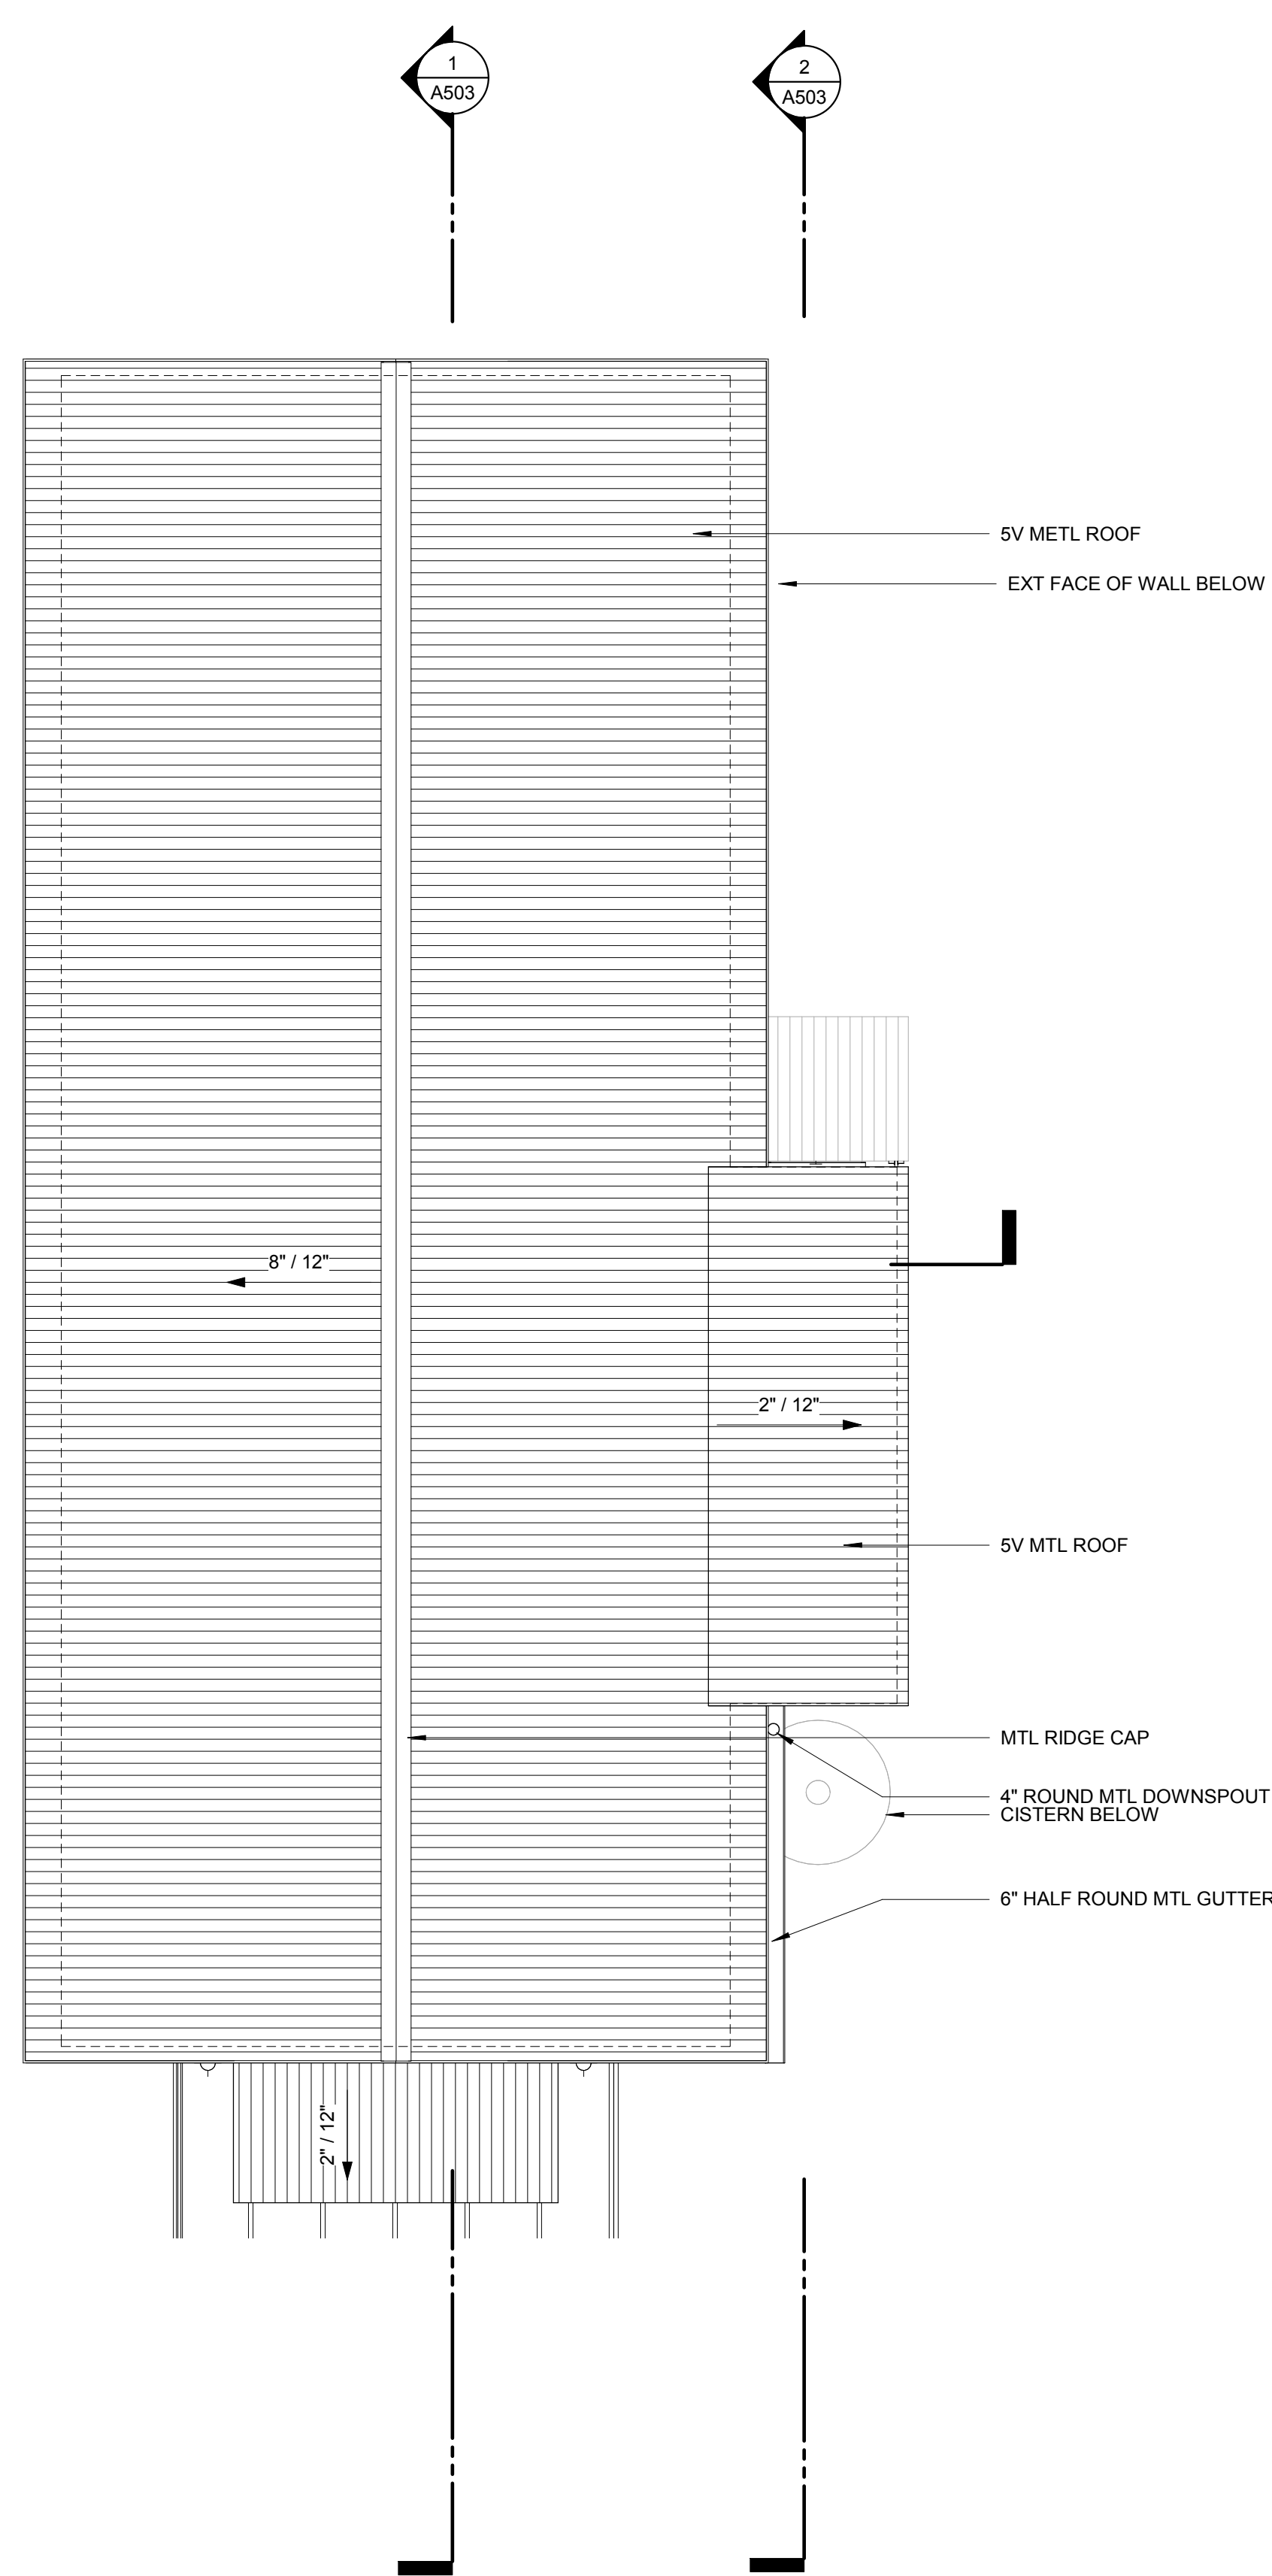 1
A503
2
A503
5V METL ROOF
EXT FACE OF WALL BELOW
8" / 12"
2" / 12"
5V MTL ROOF
MTL RIDGE CAP
4" ROUND MTL DOWNSPOUT
CISTERN BELOW
6" HALF ROUND MTL GUTTER
2" / 12"